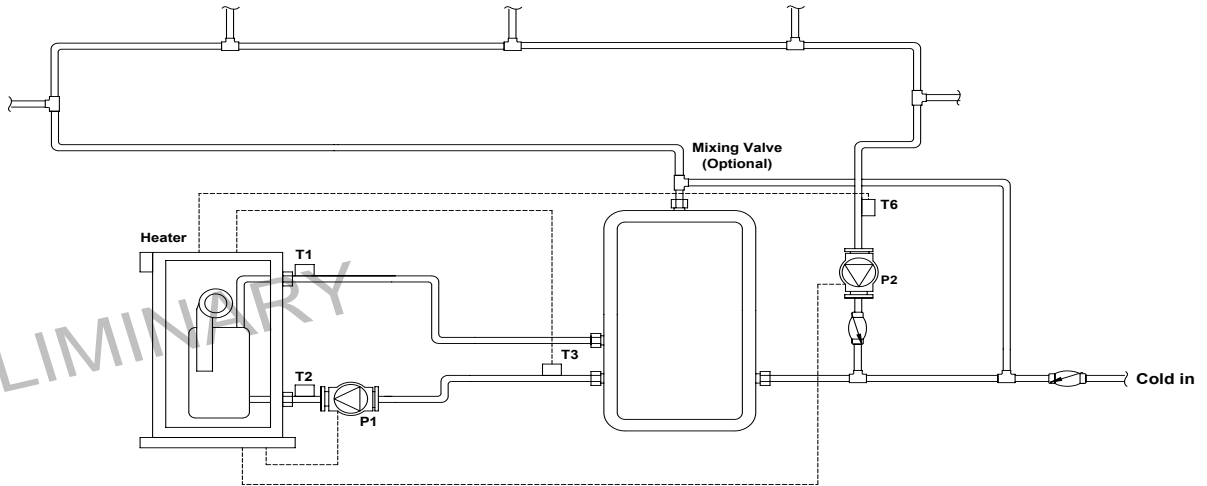 Mixing Valve
(Optional)
T6
Heater
T1
P2
LIMINARY
T3
T2
Cold in
P1